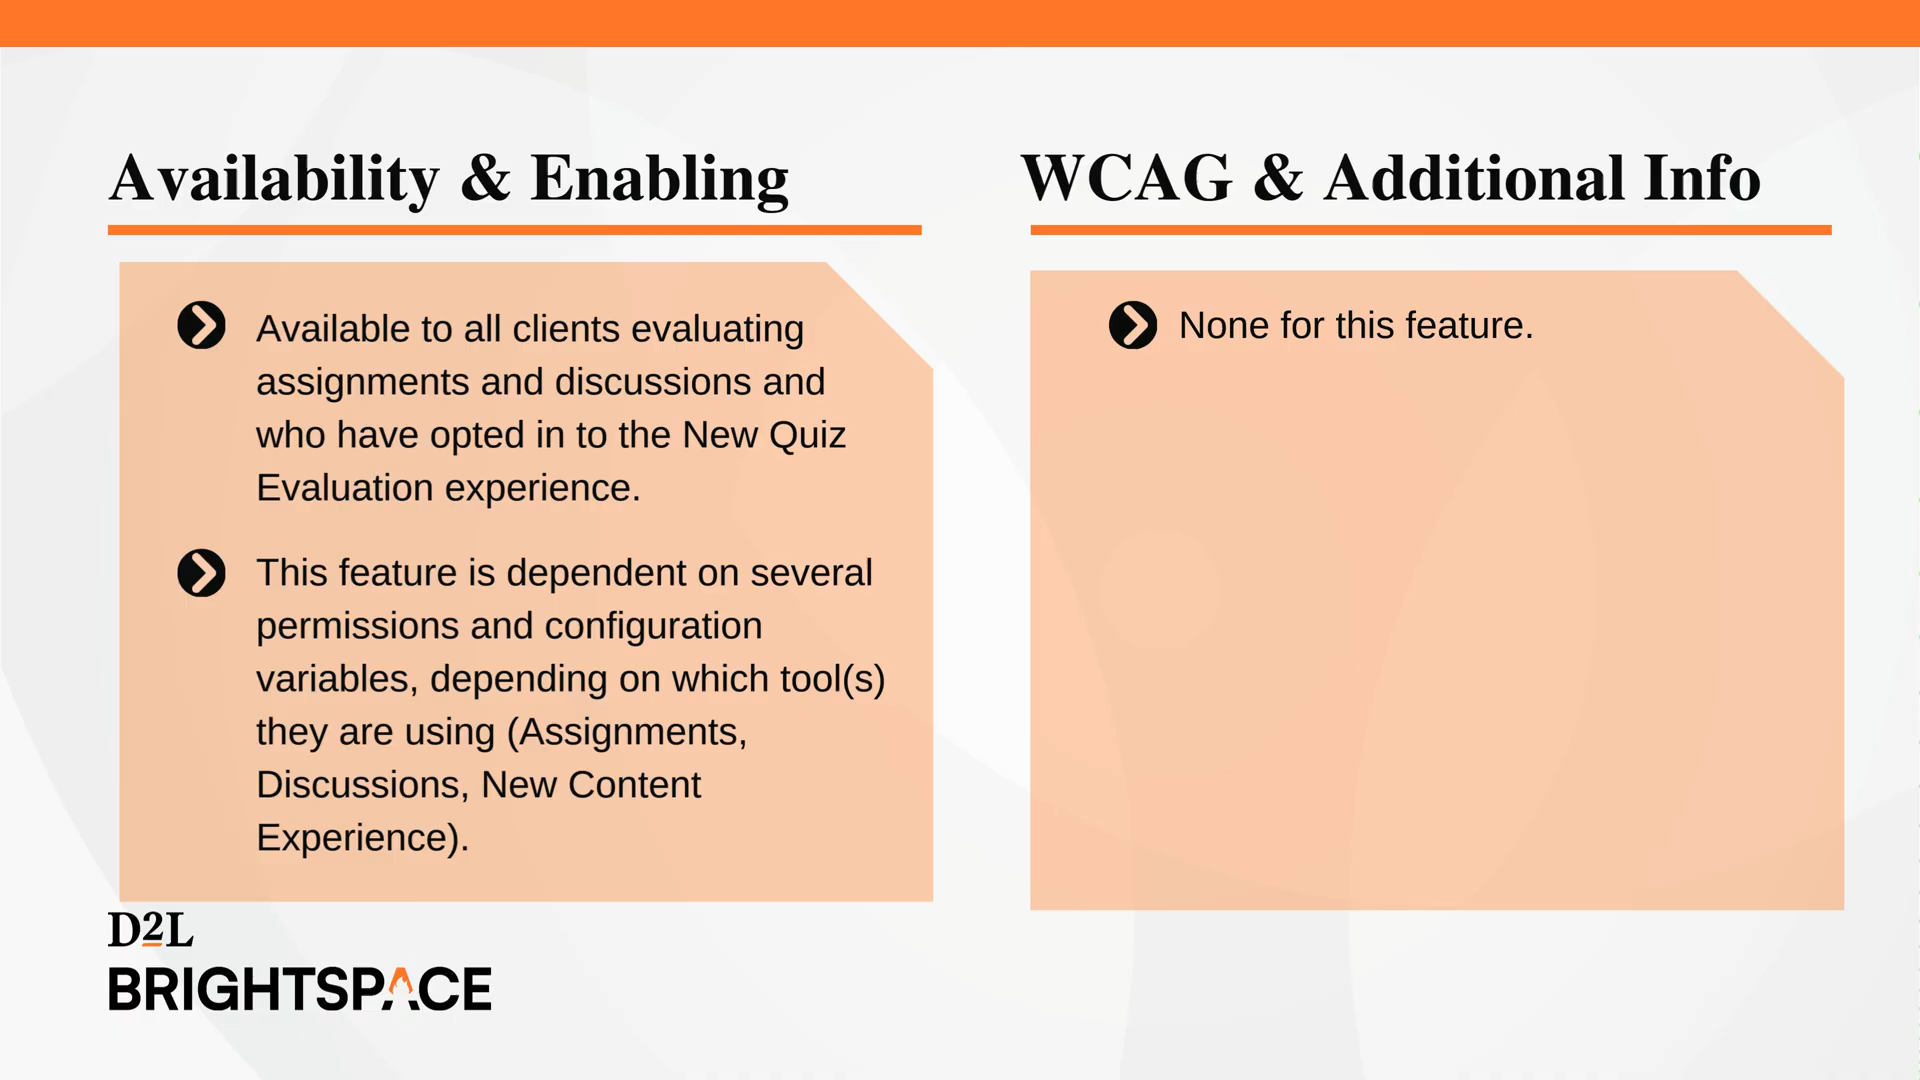 Availability & Enabling
Available to all clients evaluating
assignments and discussions and
who have opted in to the New Quiz
Evaluation experience.
This feature is dependent on several
permissions and configuration
variables, depending on which tool(s)
they are using (Assignments,
Discussions, New Content
Experience).
WCAG & Additional Info
None for this feature.
D2L
BRIGHTSPACE